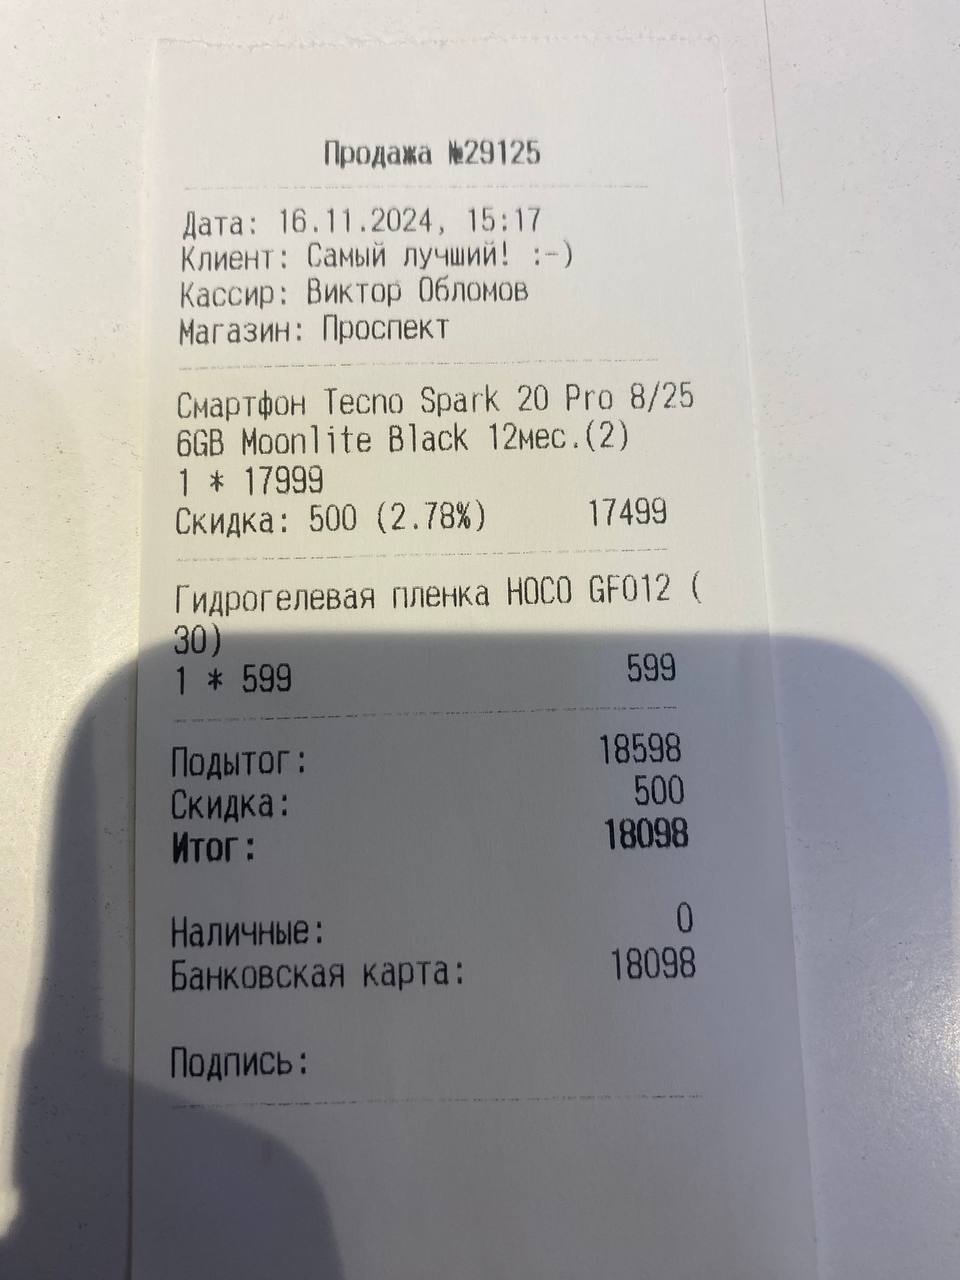 Продажа №29125
Дата: 16.11.2024, 15:17
Клиент: Самый лучший! :-)
Кассир: Виктор Обломов
Магазин: Проспект
Смартфон Tecno Spark 20 Pro 8/25
6GB Moonlite Black 12мес.(2)
1 * 17999
Скидка: 500 (2.78%) 17499
Гидрогелевая пленка HOCO GF012 (
30)
1 * 599 599
Подытог: 18598
Скидка: 500
Итог: 18098
Наличные: 0
Банковская карта: 18098
Подпись: